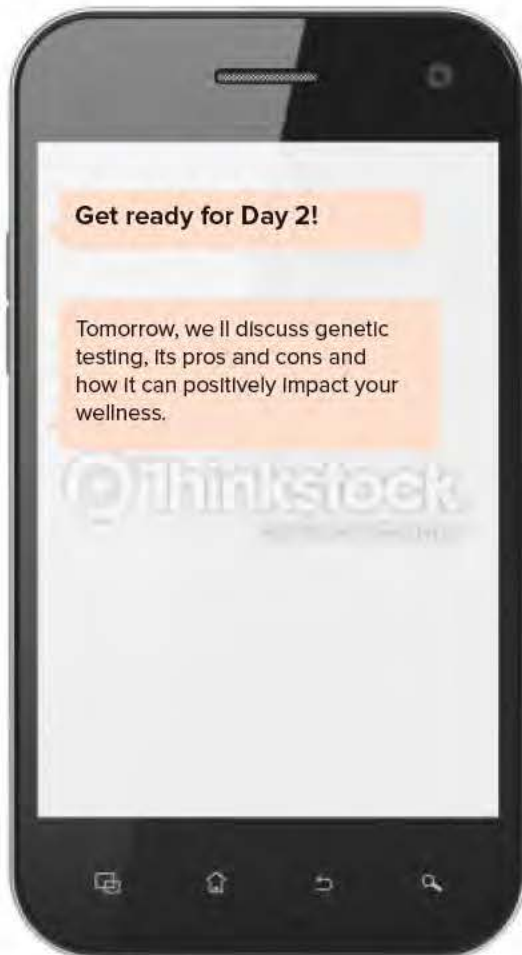 Get ready for Day 2!
Tomorrow, we ll discuss genetic
testing, its pros and cons and
how it can positively impact your
wellness.
Thinkstock